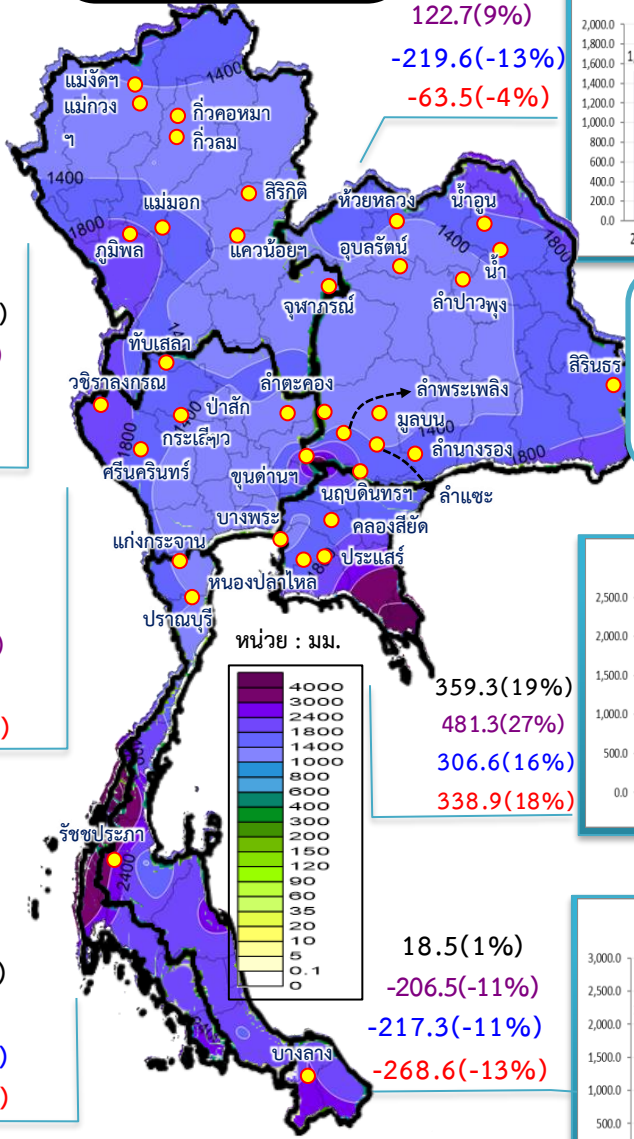 122.7(9%)
-219.6(-13%)
-63.5(-4%)
2,000.0
1,800.0
1,600.0
1,400.0
1,200.0
1,000.0
800.0
600.0
400.0
200.0
0.0
1400
แม่งัดฯ
แม่กวง
ฯ
กิ่วคอหมา
กิ่วลม
1400
สิริกิติ
แม่มอก
1800
ภูมิพล
แควน้อยฯ
ห้วยหลวง
น้ำอูน
1400
1800
อุบลรัตน์
น้ำ
ลำปาวพุง
จุฬาภรณ์
ทับเสลา
สิรินธร
วชิราลงกรณ
ลำตะคอง
ลำพระเพลิง
ป่าสัก
1400
มูลบน
กระเสียว
1800
1400
ลำนางรอง
1800
ศรีนครินทร์
ขุนด่านฯ
นฤบดินทรฯ
ลำแซะ
บางพระ
คลองสียัด
แก่งกระจาน
ประแสร์
หนองปลาไหล
ปราณบุรี
หน่วย : มม.
4000
3000
2400
1800
1400
1000
800
600
400
300
200
150
120
90
60
35
20
10
5
0.1
0
359.3(19%)
481.3(27%)
306.6(16%)
338.9(18%)
2,500.0
2,000.0
1,500.0
1,000.0
500.0
0.0
รัชชประภา
2400
18.5(1%)
-206.5(-11%)
-217.3(-11%)
-268.6(-13%)
บางลาง
3,000.0
2,500.0
2,000.0
1,500.0
1,000.0
500.0